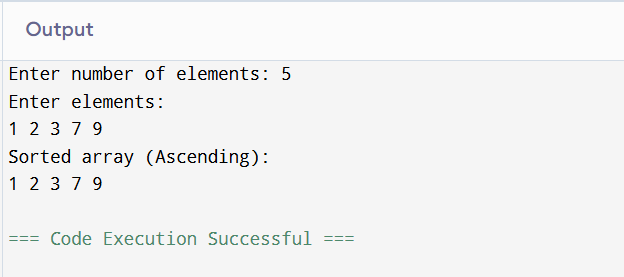 Output
Enter number of elements: 5
Enter elements:
1 2 3 7 9
Sorted array (Ascending):
1 2 3 7 9
=== Code Execution Successful ===